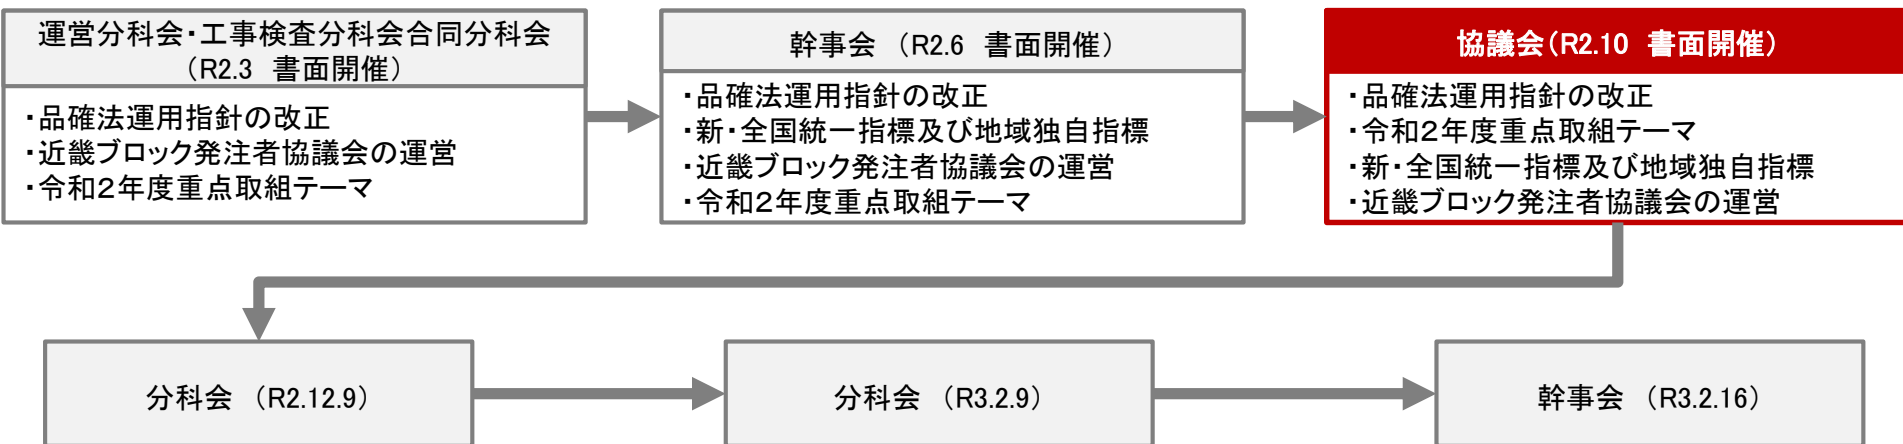 運営分科会・工事検査分科会合同分科会
（R2.3　書面開催）
・品確法運用指針の改正
・近畿ブロック発注者協議会の運営
・令和２年度重点取組テーマ
幹事会　（R2.6　書面開催）
・品確法運用指針の改正
・新・全国統一指標及び地域独自指標
・近畿ブロック発注者協議会の運営
・令和２年度重点取組テーマ
協議会（R2.10　書面開催）
・品確法運用指針の改正
・令和２年度重点取組テーマ
・新・全国統一指標及び地域独自指標
・近畿ブロック発注者協議会の運営
分科会　（R2.12.9）
分科会　（R3.2.9）
幹事会　（R3.2.16）